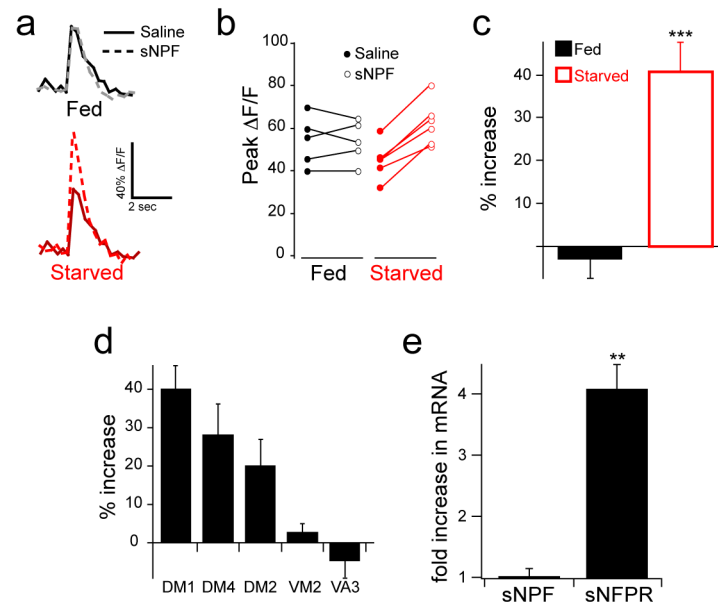 a
Saline
sNPF
Fed
40% ΔF/F
2 sec
Starved
b
Saline
sNPF
Peak ΔF/F
100
80
60
40
20
0
Fed
Starved
c
Fed
Starved
***
% increase
40
30
20
10
d
% increase
40
30
20
10
0
DM1 DM4 DM2 VM2 VA3
e
**
fold increase in mRNA
4
2
1
sNPF sNFPR